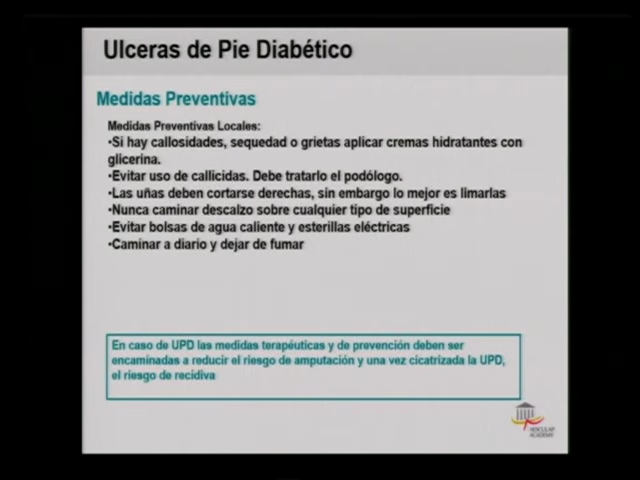 Ulceras de Pie Diabético
Medidas Preventivas
Medidas Preventivas Locales:
•Si hay callosidades, sequedad o grietas aplicar cremas hidratantes con
glicerina.
•Evitar uso de callicidas. Debe tratarlo el podólogo.
•Las uñas deben cortarse derechas, sin embargo lo mejor es limarlas
•Nunca caminar descalzo sobre cualquier tipo de superficie
•Evitar bolsas de agua caliente y esterillas eléctricas
•Caminar a diario y dejar de fumar
En caso de UPD las medidas terapéuticas y de prevención deben ser
encaminadas a reducir el riesgo de amputación y una vez cicatrizada la UPD,
el riesgo de recidiva
AESCULAP
ACADEMY